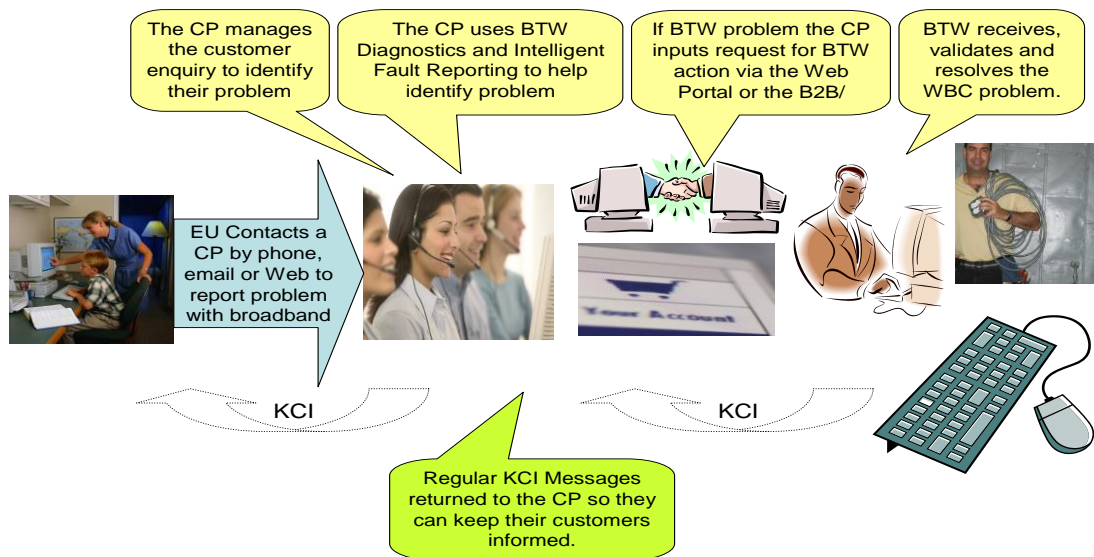 The CP manages
the customer
enquiry to identify
their problem
The CP uses BTW
Diagnostics and Intelligent
Fault Reporting to help
identify problem
If BTW problem the CP
inputs request for BTW
action via the Web
Portal or the B2B/
BTW receives,
validates and
resolves the
WBC problem.
EU Contacts a
CP by phone,
email or Web to
report problem
with broadband
Your Account
KCI
KCI
Regular KCI Messages
returned to the CP so they
can keep their customers
informed.